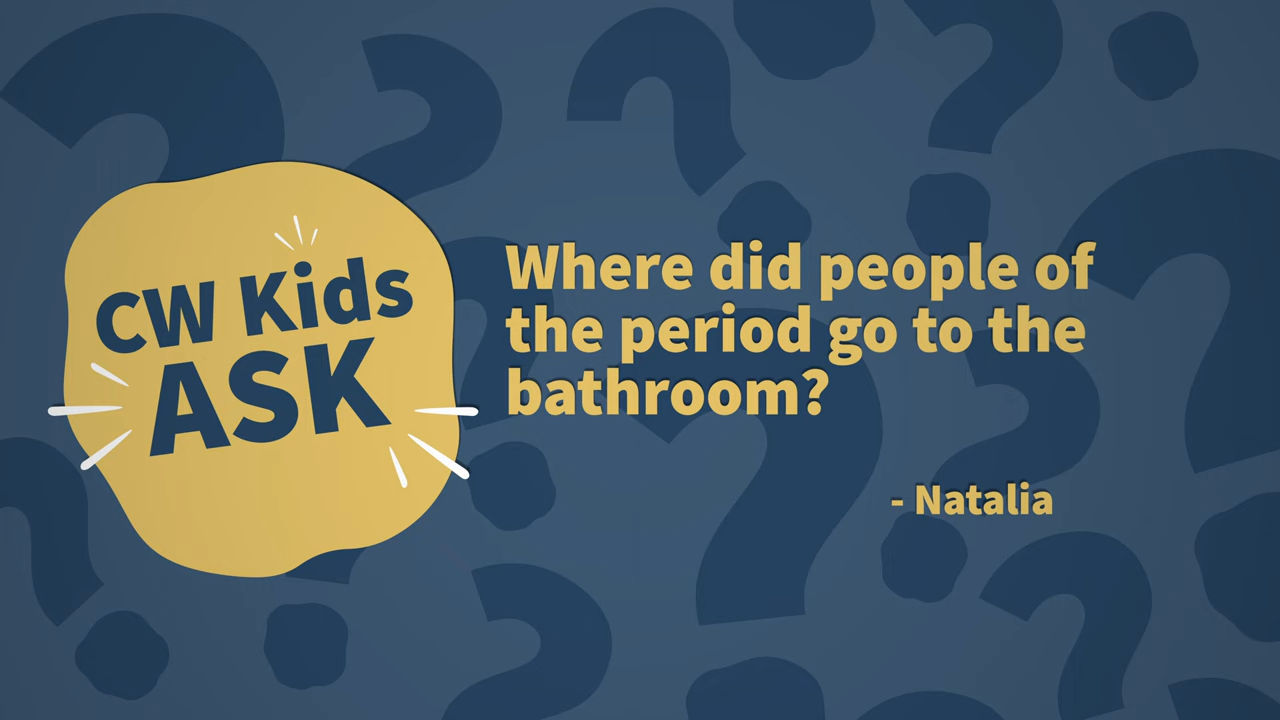 CW Kids
ASK
Where did people of
the period go to the
bathroom?
- Natalia